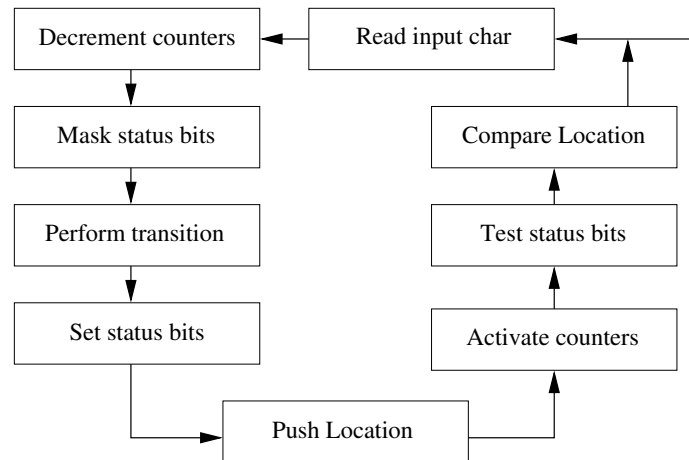 Decrement counters
Read input char
Mask status bits
Compare Location
Perform transition
Test status bits
Set status bits
Activate counters
Push Location